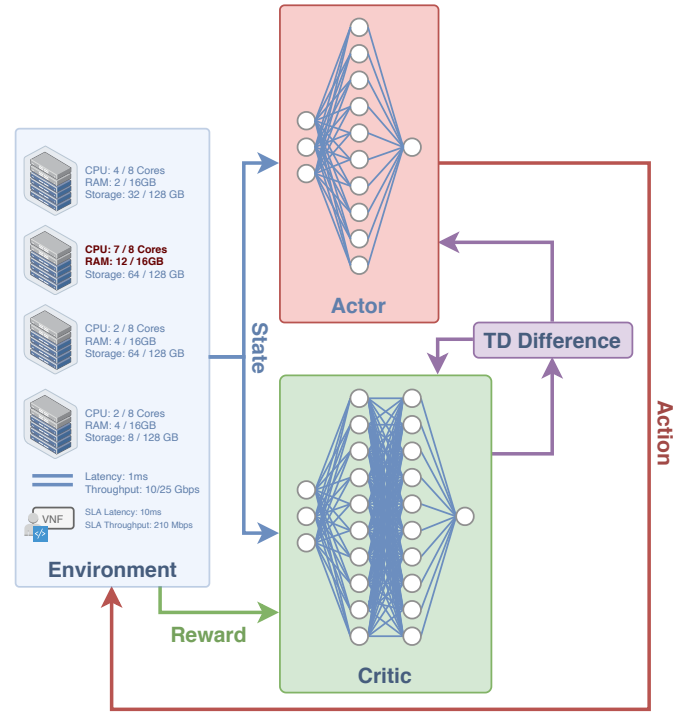 CPU: 4 / 8 Cores
RAM: 2 / 16GB
Storage: 32 / 128 GB
CPU: 7 / 8 Cores
RAM: 12 / 16GB
Storage: 64 / 128 GB
CPU: 2 / 8 Cores
RAM: 4 / 16GB
Storage: 64 / 128 GB
CPU: 2 / 8 Cores
RAM: 4 / 16GB
Storage: 8 / 128 GB
Latency: 1ms
Throughput: 10/25 Gbps
VNF
</>
SLA Latency: 10ms
SLA Throughput: 210 Mbps
Environment
State
Reward
Actor
TD Difference
Critic
Action